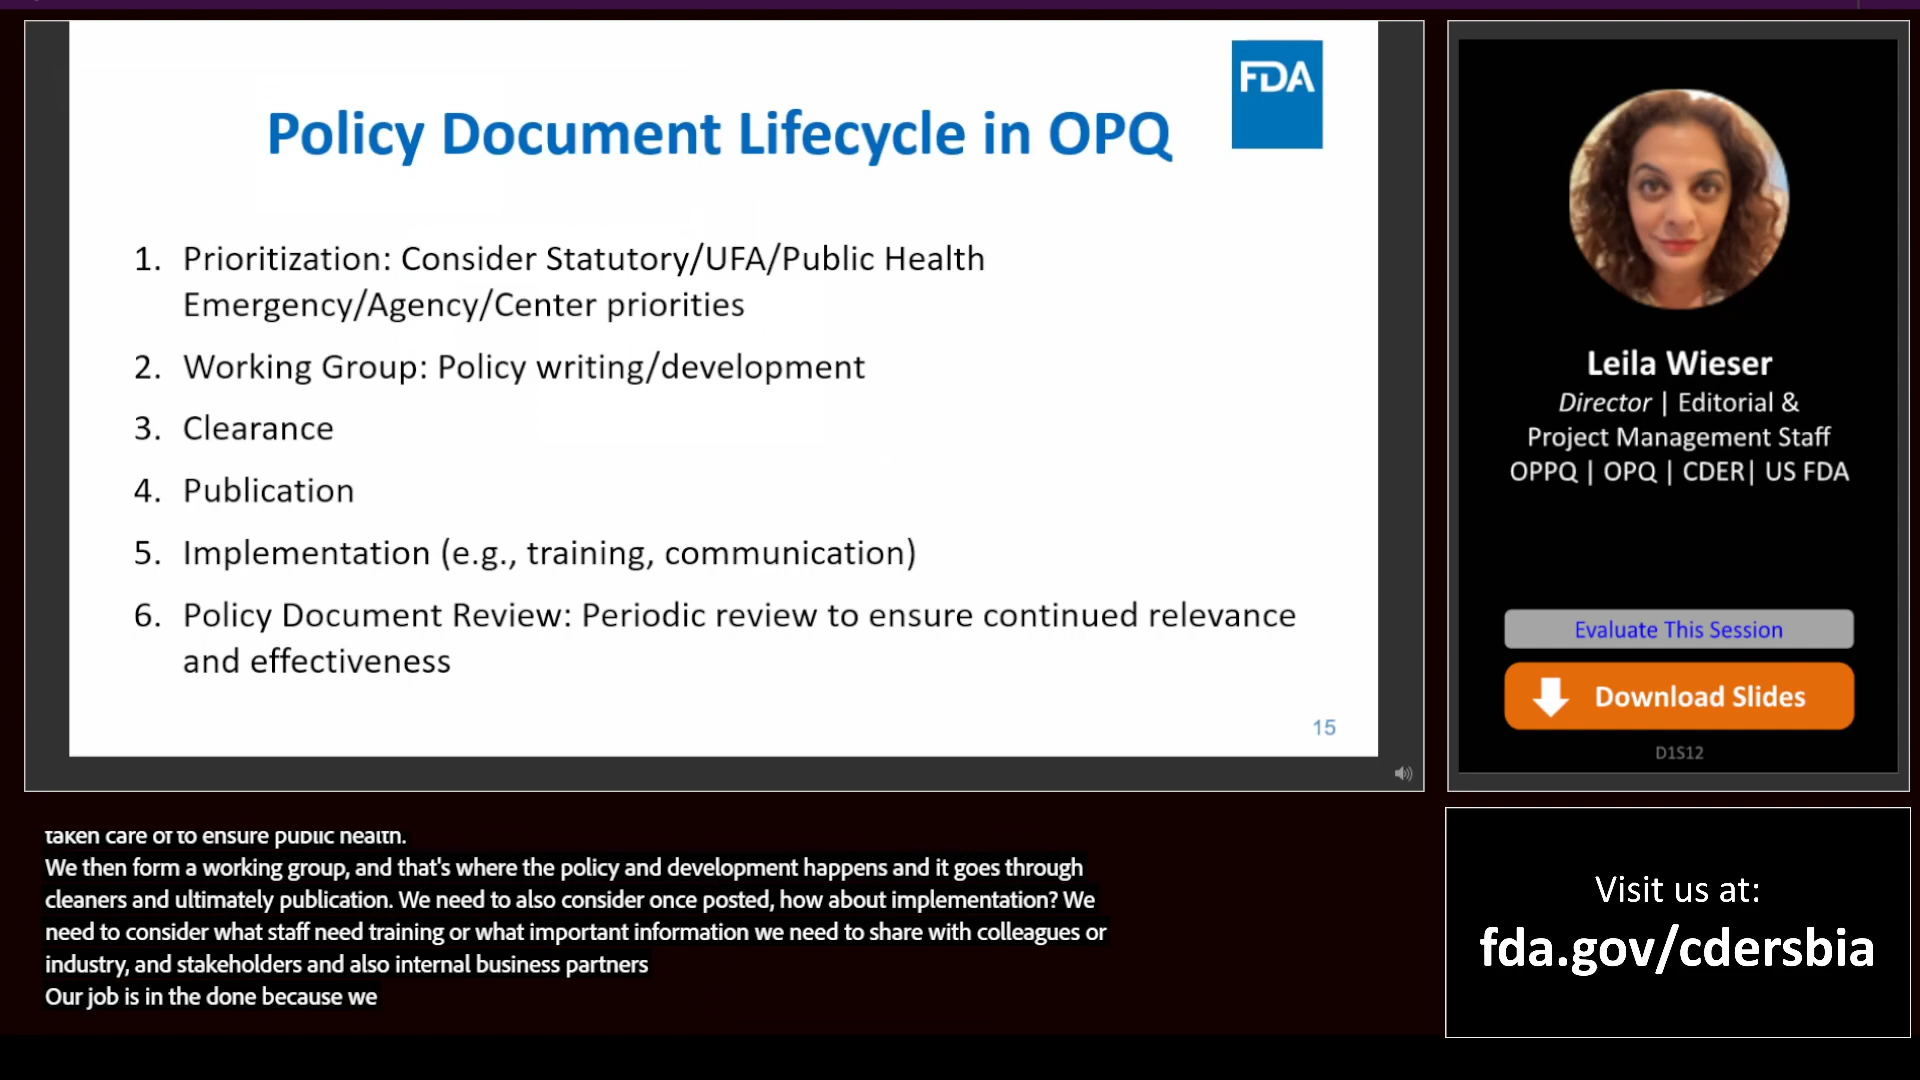 FDA
Policy Document Lifecycle in OPQ
1. Prioritization: Consider Statutory/UFA/Public Health
Emergency/Agency/Center priorities
2. Working Group: Policy writing/development
3. Clearance
4. Publication
5. Implementation (e.g., training, communication)
6. Policy Document Review: Periodic review to ensure continued relevance
and effectiveness
15
Leila Wieser
Director | Editorial &
Project Management Staff
OPPQ | OPQ | CDER| US FDA
Evaluate This Session
Download Slides
D1S12
taken care of to ensure public health.
We then form a working group, and that's where the policy and development happens and it goes through
cleaners and ultimately publication. We need to also consider once posted, how about implementation? We
need to consider what staff need training or what important information we need to share with colleagues or
industry, and stakeholders and also internal business partners
Our job is in the done because we
Visit us at:
fda.gov/cdersbia